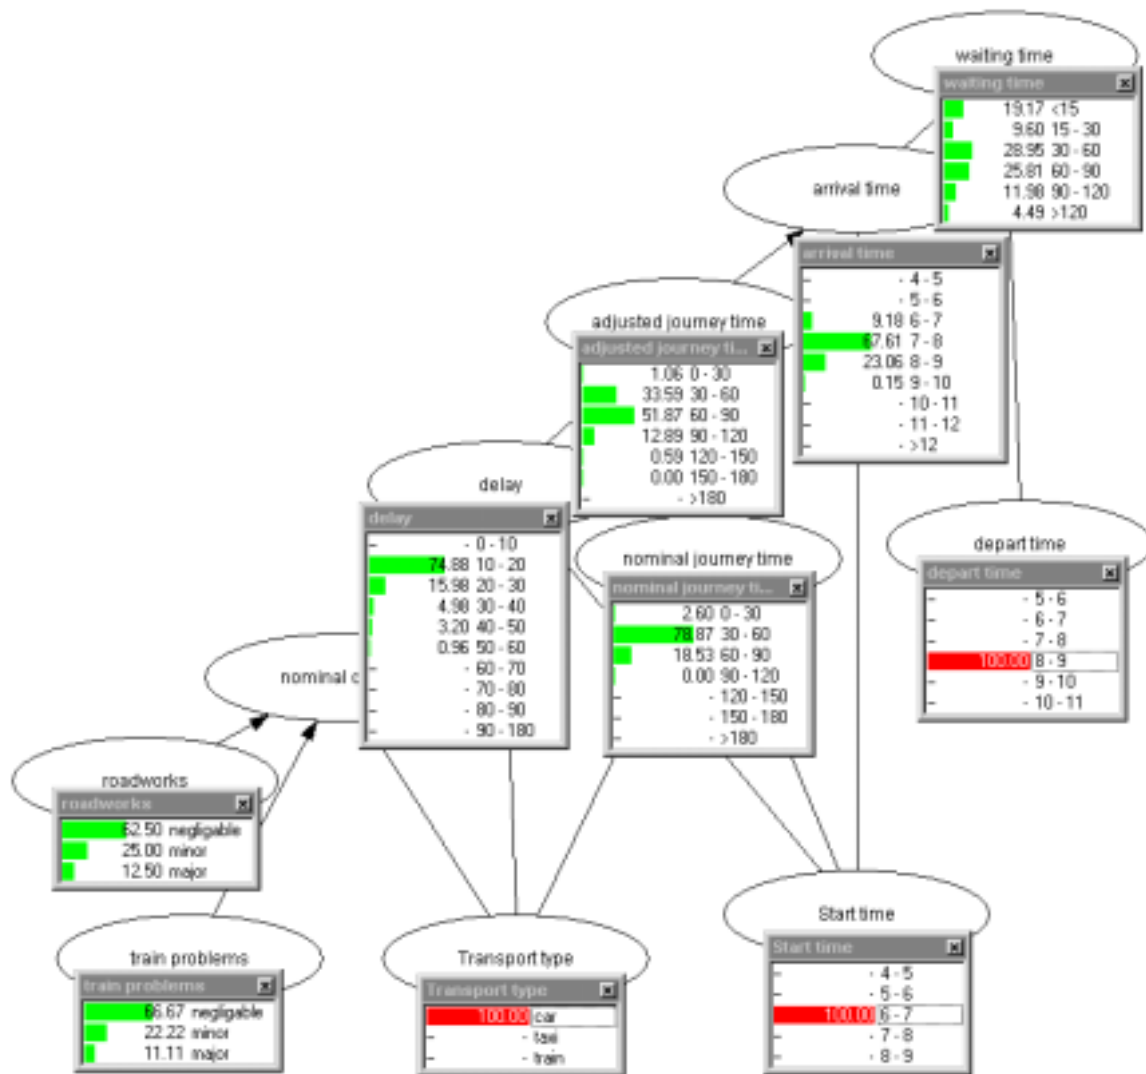 waiting time
waiting time
19.17 <15
9.60 15 - 30
28.95 30 - 60
25.81 60 - 90
11.98 90 - 120
4.49 >120
arrival time
arrival time
- 4 - 5
- 5 - 6
9.18 6 - 7
67.61 7 - 8
23.06 8 - 9
0.15 9 - 10
- 10 - 11
- 11 - 12
- >12
adjusted journey time
adjusted journey ti...
1.06 0 - 30
33.59 30 - 60
51.87 60 - 90
12.89 90 - 120
0.59 120 - 150
0.00 150 - 180
- >180
delay
delay
- 0 - 10
74.88 10 - 20
15.98 20 - 30
4.98 30 - 40
3.20 40 - 50
0.96 50 - 60
- 60 - 70
- 70 - 80
- 80 - 90
- 90 - 180
nominal journey time
nominal journey ti...
2.60 0 - 30
78.87 30 - 60
18.53 60 - 90
0.00 90 - 120
- 120 - 150
- 150 - 180
- >180
depart time
depart time
- 5 - 6
- 6 - 7
- 7 - 8
100.00 8 - 9
- 9 - 10
- 10 - 11
nominal
roadworks
roadworks
62.50 negligable
25.00 minor
12.50 major
train problems
train problems
66.67 negligable
22.22 minor
11.11 major
Transport type
Transport type
100.00 car
- taxi
- train
Start time
Start time
- 4 - 5
- 5 - 6
100.00 6 - 7
- 7 - 8
- 8 - 9